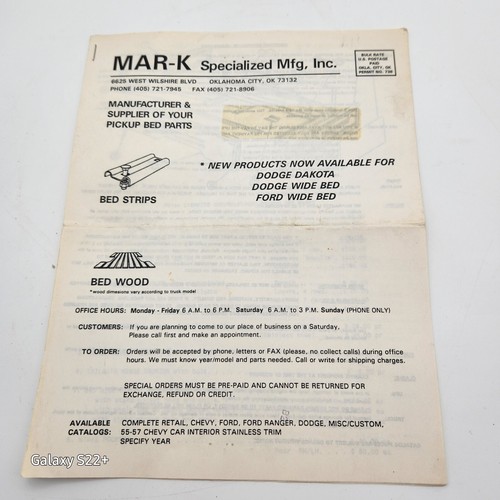 MAR-K Specialized Mfg, Inc.
6625 WEST WILSHIRE BLVD OKLAHOMA CITY, OK 73132
PHONE (405) 721-7945 FAX (405) 721-8906
BULK RATE
U.S. POSTAGE
PAID
OKLA. CITY, OK
PERMIT NO. 706
MANUFACTURER &
SUPPLIER OF YOUR
PICKUP BED PARTS
* NEW PRODUCTS NOW AVAILABLE FOR
DODGE DAKOTA
DODGE WIDE BED
FORD WIDE BED
BED STRIPS
BED WOOD
*wood dimensions vary according to truck model
OFFICE HOURS: Monday - Friday 6 A.M. to 6 P.M. Saturday 6 A.M. to 3 P.M. Sunday (PHONE ONLY)
CUSTOMERS: If you are planning to come to our place of business on a Saturday,
Please call first and make an appointment.
TO ORDER: Orders will be accepted by phone, letters or FAX (please, no collect calls) during office
hours. We must know year/model and parts needed. Call or write for shipping charges.
SPECIAL ORDERS MUST BE PRE-PAID AND CANNOT BE RETURNED FOR
EXCHANGE, REFUND OR CREDIT.
AVAILABLE COMPLETE RETAIL, CHEVY, FORD, FORD RANGER, DODGE, MISC/CUSTOM,
CATALOGS: 55-57 CHEVY CAR INTERIOR STAINLESS TRIM
SPECIFY YEAR
Galaxy S22+